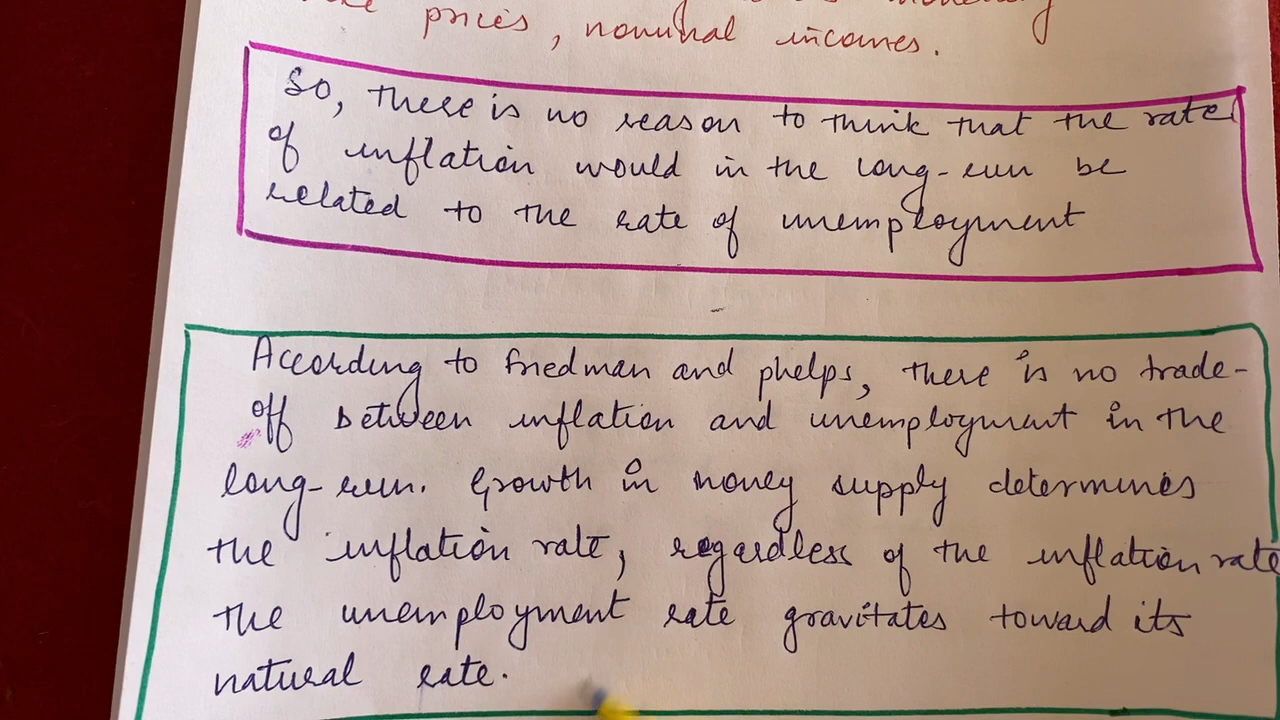 prices, nominal incomes.
So, there is no reason to think that the rate
of inflation would in the long-run be
related to the rate of unemployment
According to Friedman and phelps, there is no trade-
off between inflation and unemployment in the
long-run. Growth in money supply determines
the inflation rate, regardless of the inflation rate
the unemployment rate gravitates toward its
natural rate.